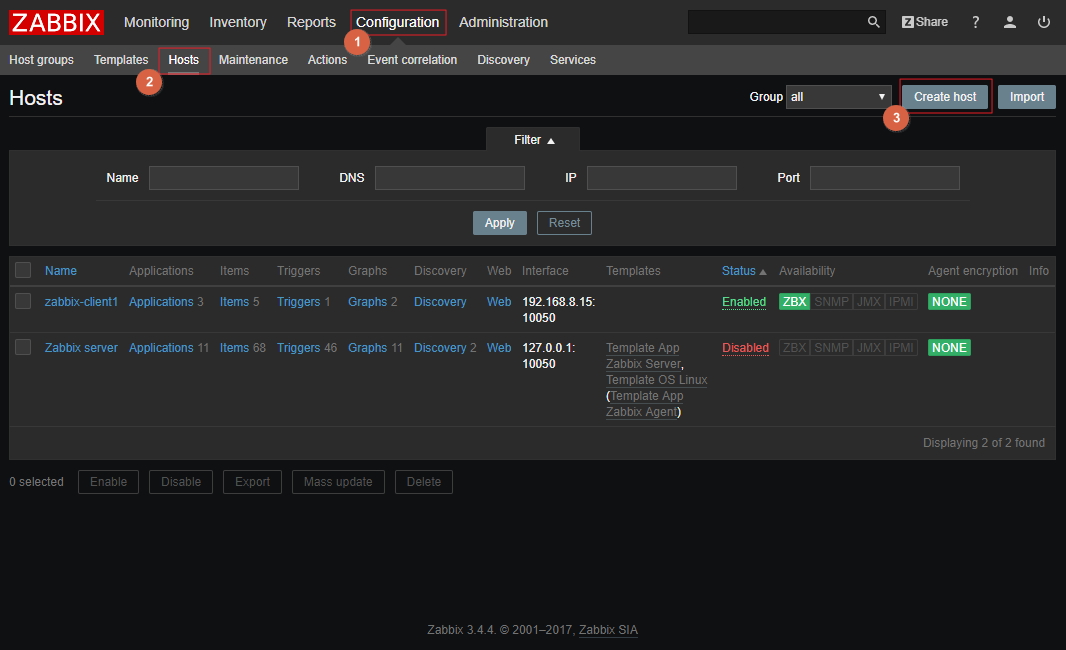 ZABBIX Monitoring Inventory Reports Configuration Administration Z Share ?
1
Host groups Templates Hosts Maintenance Actions Event correlation Discovery Services
2
Hosts Group all Create host Import
3
Filter
Name DNS IP Port
Apply Reset
Name Applications Items Triggers Graphs Discovery Web Interface Templates Status Availability Agent encryption Info
zabbix-client1 Applications 3 Items 5 Triggers 1 Graphs 2 Discovery Web 192.168.8.15: Enabled ZBX SNMP JMX IPMI NONE
10050
Zabbix server Applications 11 Items 68 Triggers 46 Graphs 11 Discovery 2 Web 127.0.0.1: Template App Disabled ZBX SNMP JMX IPMI NONE
10050 Zabbix Server,
Template OS Linux
(Template App
Zabbix Agent)
Displaying 2 of 2 found
0 selected Enable Disable Export Mass update Delete
Zabbix 3.4.4. © 2001–2017, Zabbix SIA